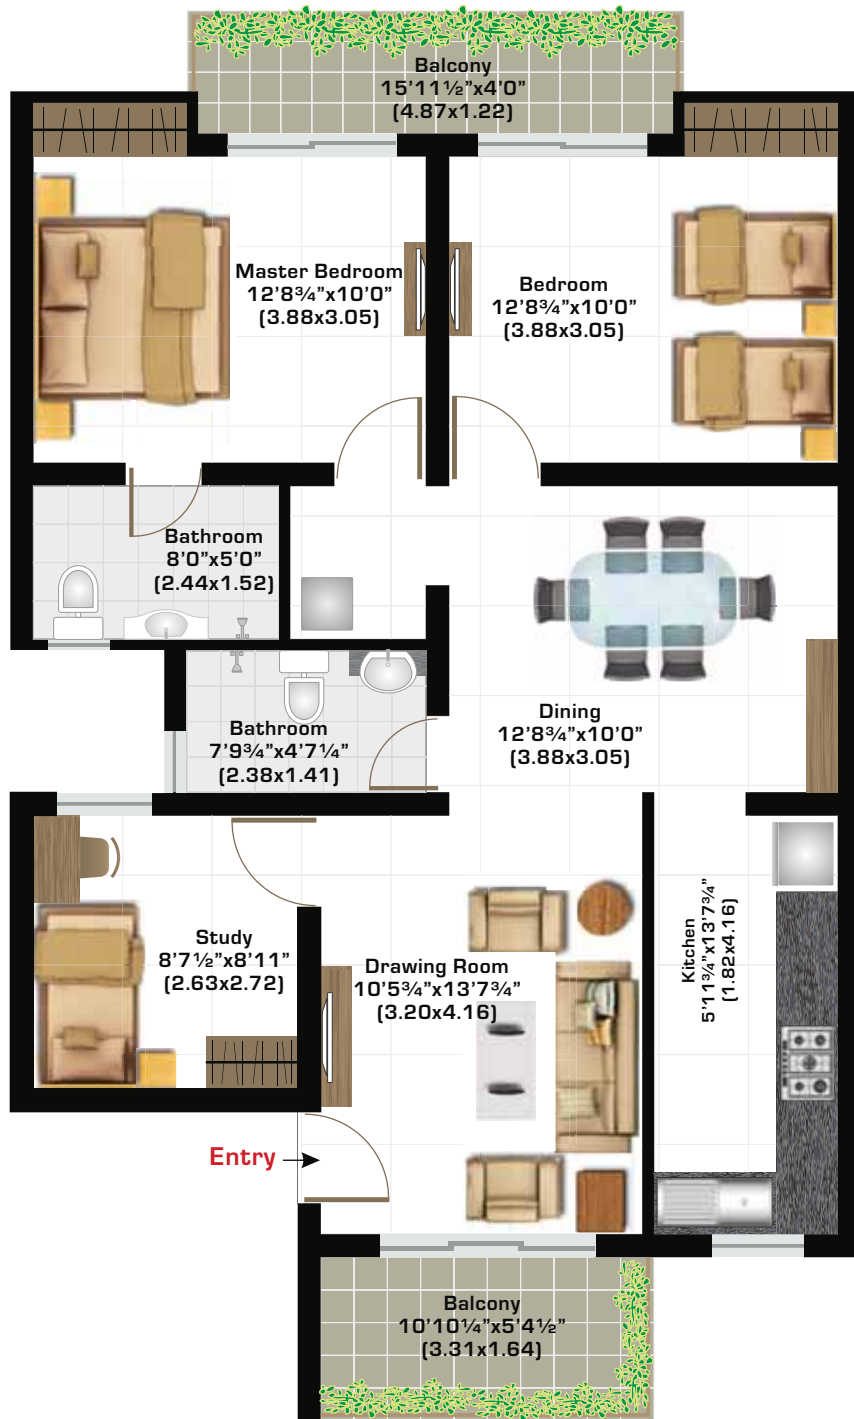 Balcony
15'11½"x4'0"
(4.87x1.22)
Master Bedroom
12'8¾"x10'0"
(3.88x3.05)
Bedroom
12'8¾"x10'0"
(3.88x3.05)
Bathroom
8'0"x5'0"
(2.44x1.52)
Dining
12'8¾"x10'0"
(3.88x3.05)
Bathroom
7'9¾"x4'7¼"
(2.38x1.41)
Study
8'7½"x8'11"
(2.63x2.72)
Drawing Room
10'5¾"x13'7¾"
(3.20x4.16)
Kitchen
5'11¾"x13'7¾"
(1.82x4.16)
Entry
Balcony
10'10¼"x5'4½"
(3.31x1.64)